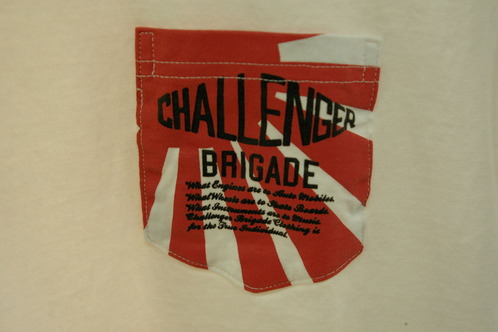 CHALLENGER
BRIGADE
What Engines are to Auto Mobiles.
What Wheels are to Skate Boards.
What Instruments are to Music.
Challenger Brigade Clothing is
for the True Individual.